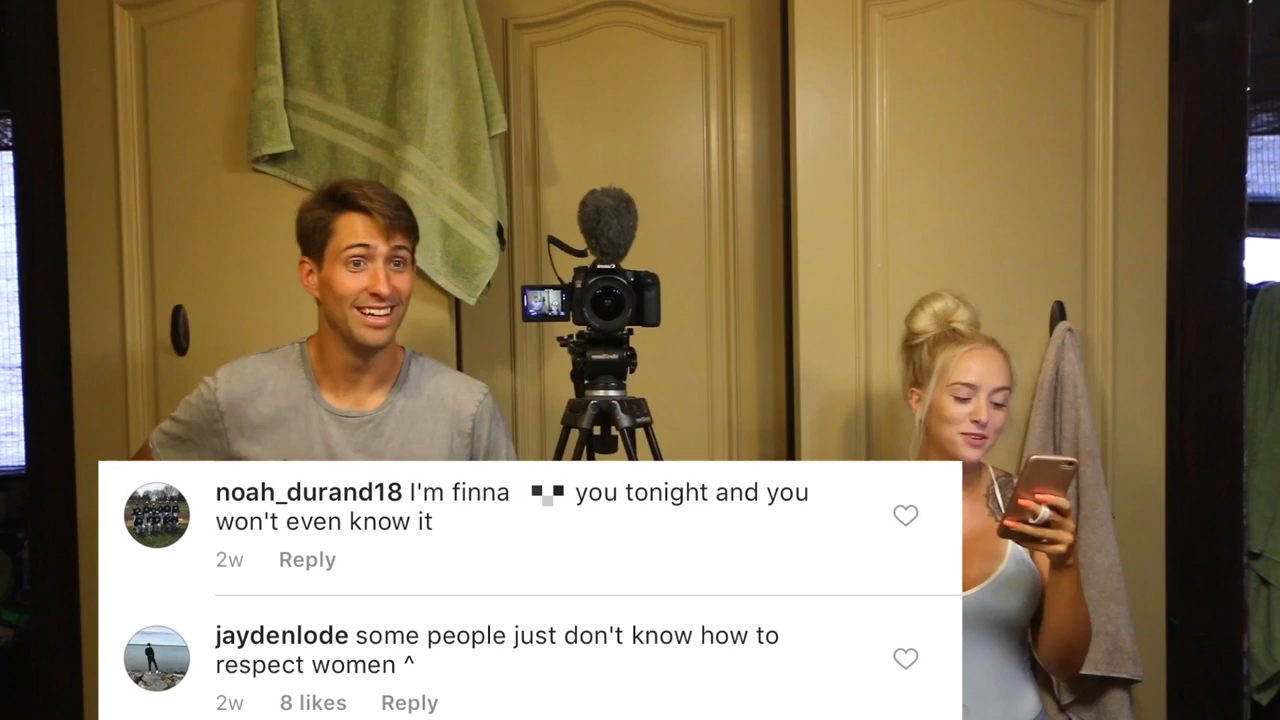 noah_durand18 I'm finna you tonight and you
won't even know it
2w Reply
jaydenlode some people just don't know how to
respect women ^
2w 8 likes Reply
Canon